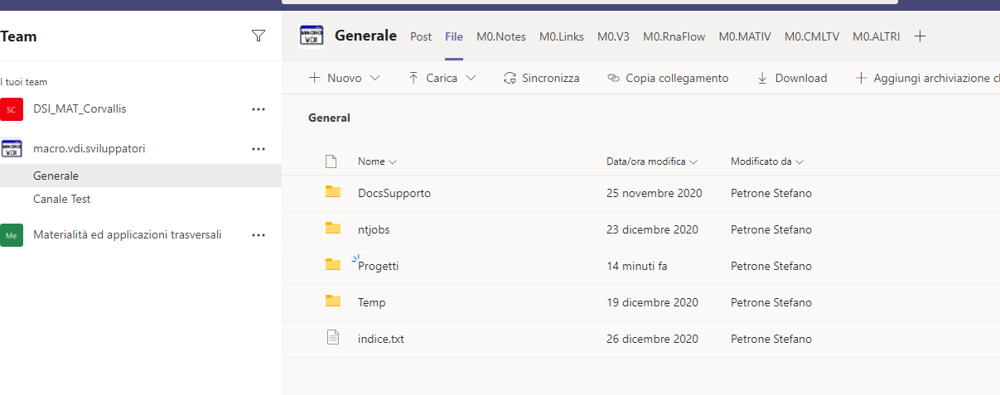 Team
I tuoi team
SC DSI_MAT_Corvallis
MACRO VDI macro.vdi.sviluppatori
Generale
Canale Test
Me Materialità ed applicazioni trasversali
MACRO VDI Generale Post File M0.Notes M0.Links M0.V3 M0.RnaFlow M0.MATIV M0.CMLTV M0.ALTRI
Nuovo Carica Sincronizza Copia collegamento Download Aggiungi archiviazione
General
Nome Data/ora modifica Modificato da
DocsSupporto 25 novembre 2020 Petrone Stefano
ntjobs 23 dicembre 2020 Petrone Stefano
Progetti 14 minuti fa Petrone Stefano
Temp 19 dicembre 2020 Petrone Stefano
indice.txt 26 dicembre 2020 Petrone Stefano